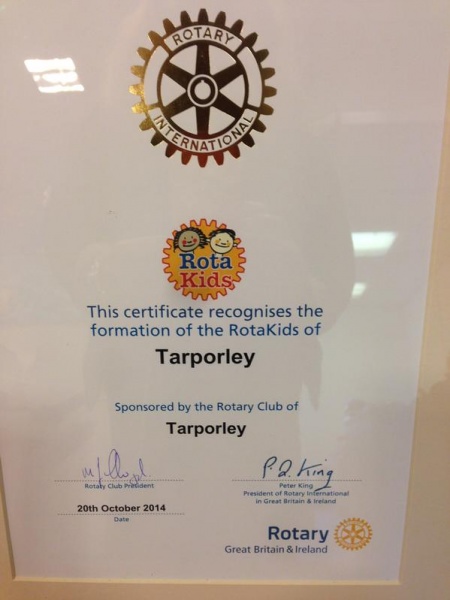 ROTARY
INTERNATIONAL
Rota
Kids
This certificate recognises the
formation of the RotaKids of
Tarporley
Sponsored by the Rotary Club of
Tarporley
P. Q. King
Rotary Club President
Peter King
President of Rotary International
in Great Britain & Ireland
20th October 2014
Date
Rotary
Great Britain & Ireland